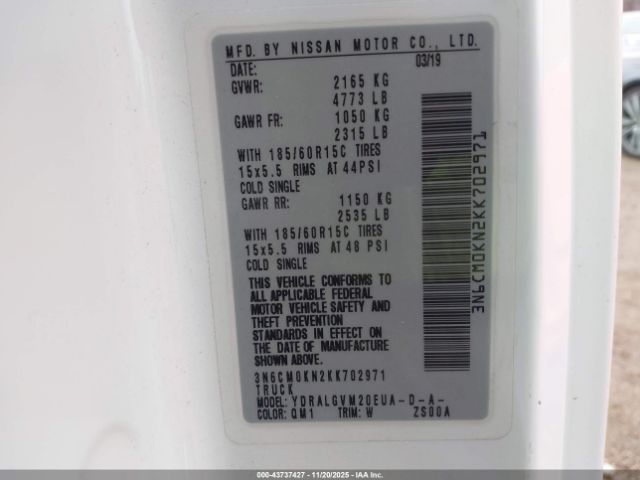 MFD. BY NISSAN MOTOR CO., LTD.
DATE: 03/19
GVWR: 2165 KG
4773 LB
GAWR FR: 1050 KG
2315 LB
WITH 185/60R15C TIRES
15x5.5 RIMS AT 44PSI
COLD SINGLE
GAWR RR: 1150 KG
2535 LB
WITH 185/60R15C TIRES
15x5.5 RIMS AT 48 PSI
COLD SINGLE
THIS VEHICLE CONFORMS TO
ALL APPLICABLE FEDERAL
MOTOR VEHICLE SAFETY AND
THEFT PREVENTION
STANDARDS IN EFFECT ON
THE DATE OF MANUFACTURE
SHOWN ABOVE.
3N6CM0KN2KK702971
TRUCK
MODEL: YDRALGVM20EUA-D-A-
COLOR: QM1 TRIM: W ZS00A
3N6CM0KN2KK702971
000-43737427 - 11/20/2025 - IAAI.COM